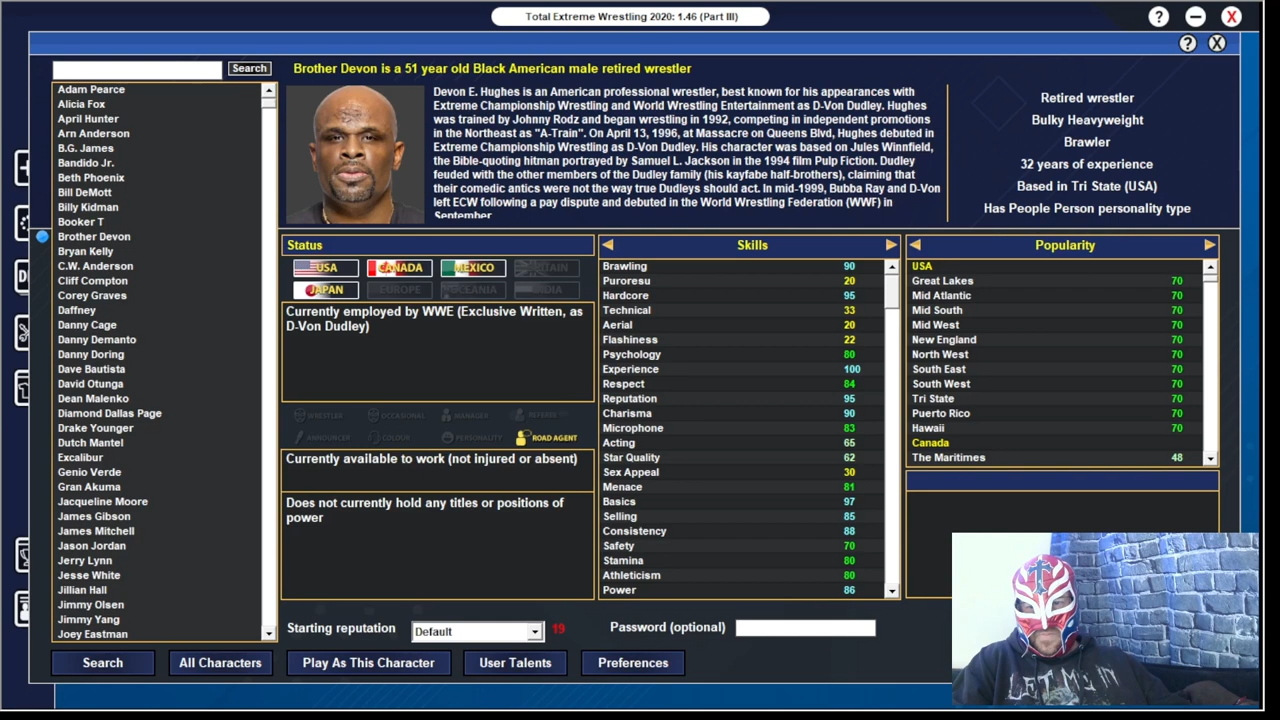 Total Extreme Wrestling 2020: 1.46 (Part III)
? – X
? X
Search
Brother Devon is a 51 year old Black American male retired wrestler
Adam Pearce
Alicia Fox
April Hunter
Arn Anderson
B.G. James
Bandido Jr.
Beth Phoenix
Bill DeMott
Billy Kidman
Booker T
Brother Devon
Bryan Kelly
C.W. Anderson
Cliff Compton
Corey Graves
Daffney
Danny Cage
Danny Demanto
Danny Doring
Dave Bautista
David Otunga
Dean Malenko
Diamond Dallas Page
Drake Younger
Dutch Mantel
Excalibur
Genio Verde
Gran Akuma
Jacqueline Moore
James Gibson
James Mitchell
Jason Jordan
Jerry Lynn
Jesse White
Jillian Hall
Jimmy Olsen
Jimmy Yang
Joey Eastman
Devon E. Hughes is an American professional wrestler, best known for his appearances with
Extreme Championship Wrestling and World Wrestling Entertainment as D-Von Dudley. Hughes
was trained by Johnny Rodz and began wrestling in 1992, competing in independent promotions
in the Northeast as "A-Train". On April 13, 1996, at Massacre on Queens Blvd, Hughes debuted in
Extreme Championship Wrestling as D-Von Dudley. His character was based on Jules Winnfield,
the Bible-quoting hitman portrayed by Samuel L. Jackson in the 1994 film Pulp Fiction. Dudley
feuded with the other members of the Dudley family (his kayfabe half-brothers), claiming that
their comedic antics were not the way true Dudleys should act. In mid-1999, Bubba Ray and D-Von
left ECW following a pay dispute and debuted in the World Wrestling Federation (WWF) in
September
Retired wrestler
Bulky Heavyweight
Brawler
32 years of experience
Based in Tri State (USA)
Has People Person personality type
Status
USA CANADA MEXICO BRITAIN
JAPAN EUROPE OCEANIA INDIA
Currently employed by WWE (Exclusive Written, as
D-Von Dudley)
WRESTLER OCCASIONAL MANAGER REFEREE
ANNOUNCER COLOUR PERSONALITY ROAD AGENT
Currently available to work (not injured or absent)
Does not currently hold any titles or positions of
power
Skills
Brawling 90
Puroresu 20
Hardcore 95
Technical 33
Aerial 20
Flashiness 22
Psychology 80
Experience 100
Respect 84
Reputation 95
Charisma 90
Microphone 83
Acting 65
Star Quality 62
Sex Appeal 30
Menace 81
Basics 97
Selling 85
Consistency 88
Safety 70
Stamina 80
Athleticism 80
Power 86
Popularity
USA
Great Lakes 70
Mid Atlantic 70
Mid South 70
Mid West 70
New England 70
North West 70
South East 70
South West 70
Tri State 70
Puerto Rico 70
Hawaii 70
Canada
The Maritimes 48
Starting reputation Default 19
Password (optional)
Search All Characters Play As This Character User Talents Preferences
LET ME IN